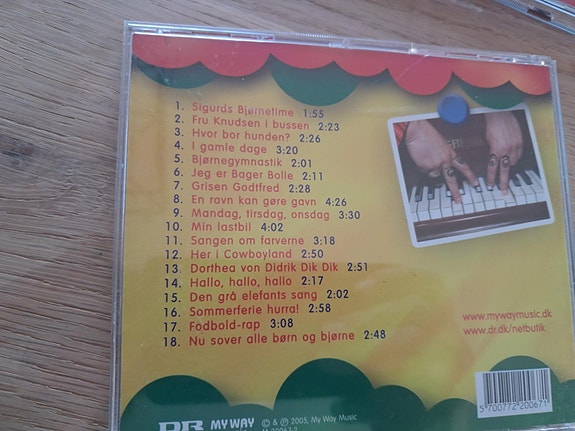 1. Sigurds Bjørnetime 1:55
2. Fru Knudsen i bussen 2:23
3. Hvor bor hunden? 2:26
4. I gamle dage 3:20
5. Bjørnegymnastik 2:01
6. Jeg er Bager Bolle 2:11
7. Grisen Godtfred 2:28
8. En ravn kan gøre gavn 4:26
9. Mandag, tirsdag, onsdag 3:30
10. Min lastbil 4:02
11. Sangen om farverne 3:18
12. Her i Cowboyland 2:50
13. Dorthea von Didrik Dik Dik 2:51
14. Hallo, hallo, hallo 2:17
15. Den grå elefants sang 2:02
16. Sommerferie hurra! 2:58
17. Fodbold-rap 3:08
18. Nu sover alle børn og bjørne 2:48
www.mywaymusic.dk
www.dr.dk/netbutik
5 700772 200671
DR MY WAY © & ℗ 2005, My Way Music